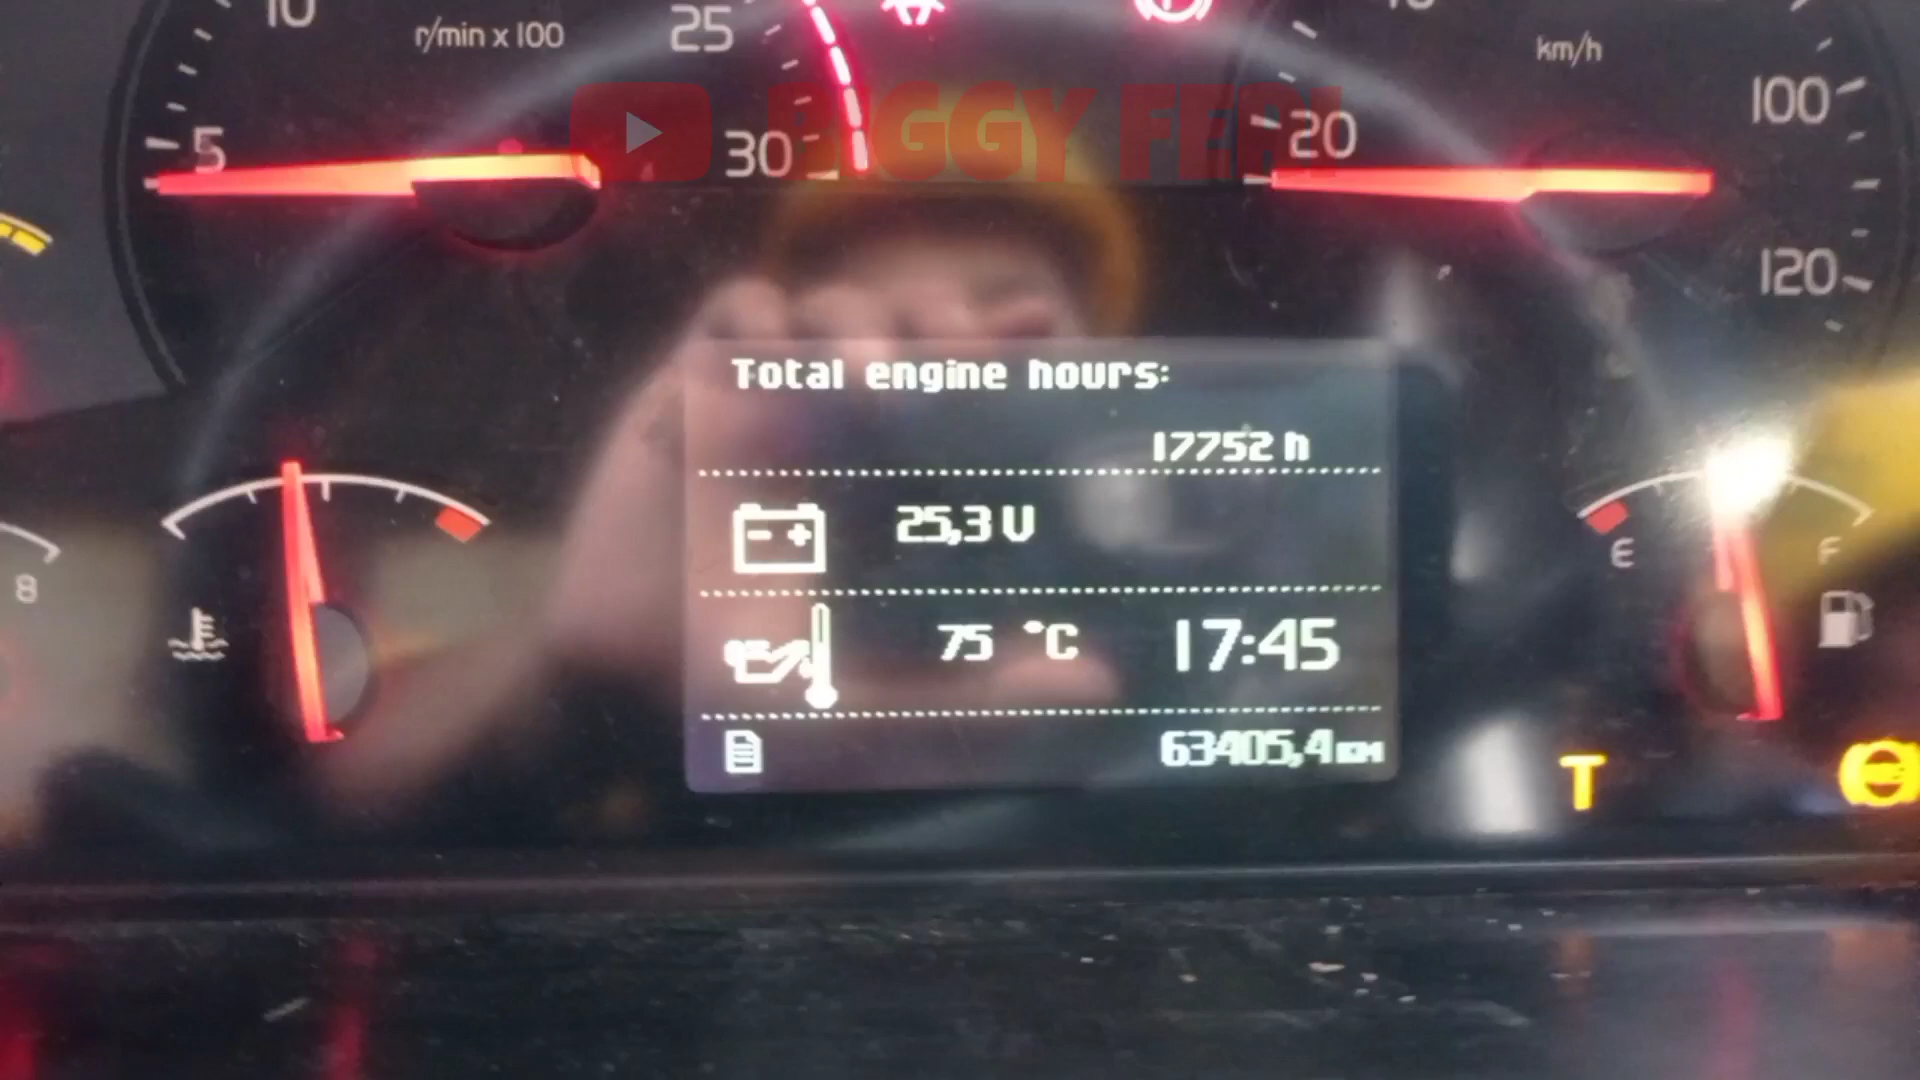 10
r/min x 100
25
km/h
100
5
30
20
120
Total engine hours:
17752 h
25,3 V
E
F
8
75 °C
17:45
63405,4 KM
T